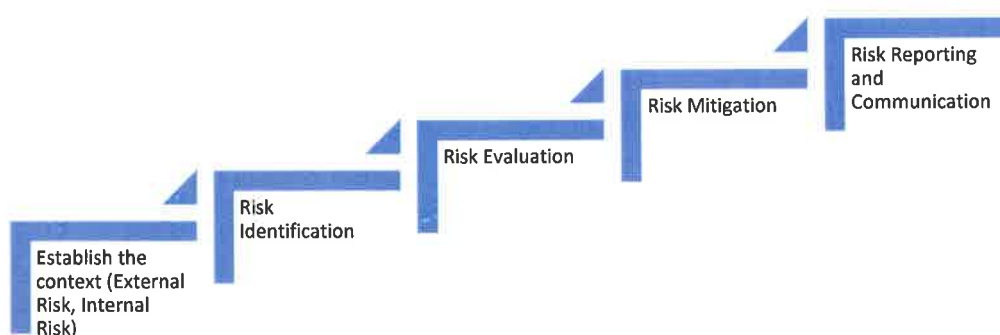 Establish the
context (External
Risk, Internal
Risk)
Risk
Identification
Risk Evaluation
Risk Mitigation
Risk Reporting
and
Communication